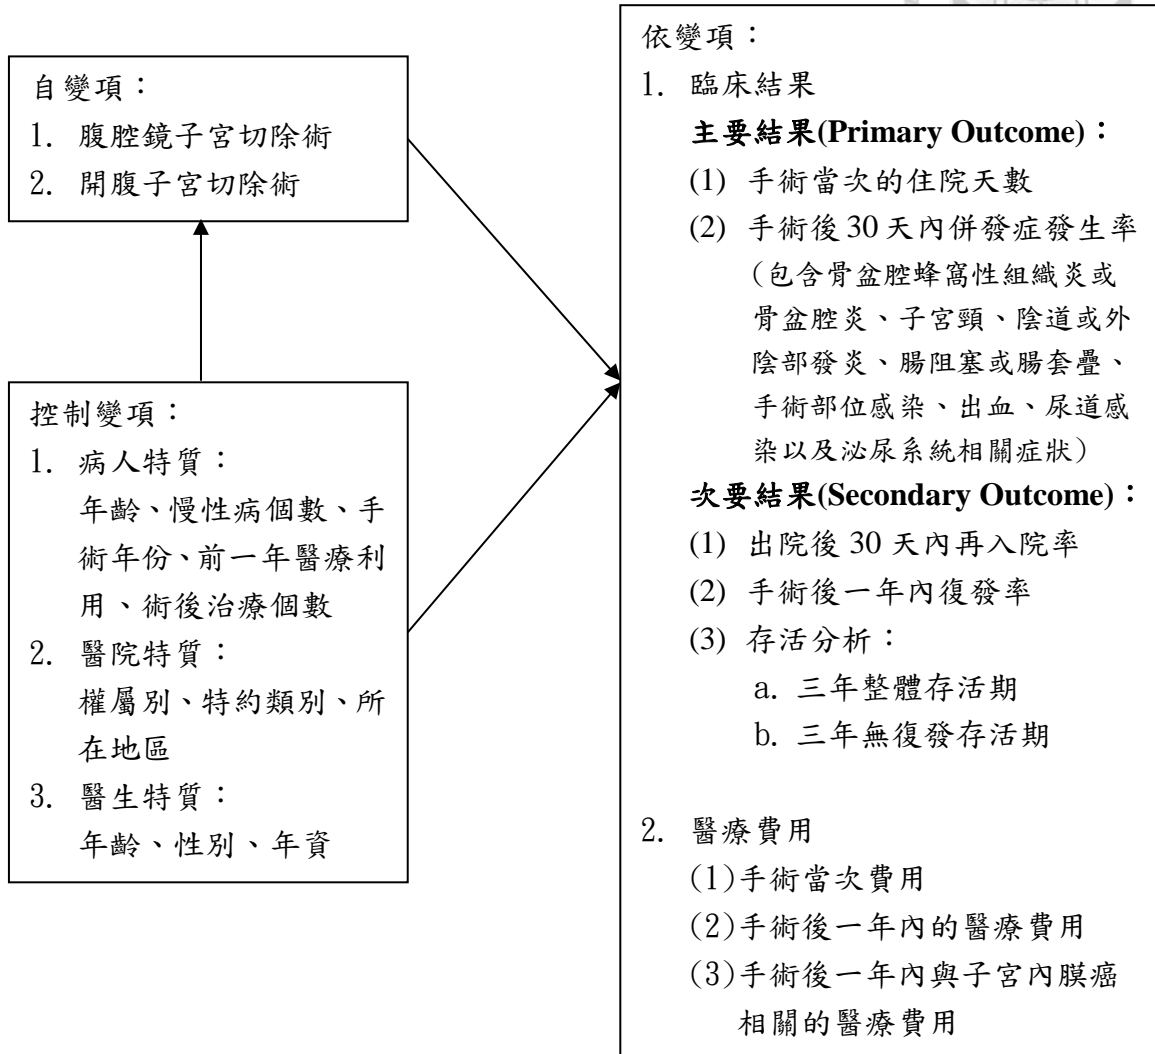 自變項：
1. 腹腔鏡子宮切除術
2. 開腹子宮切除術
控制變項：
1. 病人特質：
年齡、慢性病個數、手
術年份、前一年醫療利
用、術後治療個數
2. 醫院特質：
權屬別、特約類別、所
在地區
3. 醫生特質：
年齡、性別、年資
依變項：
1. 臨床結果
主要結果(Primary Outcome)：
(1) 手術當次的住院天數
(2) 手術後 30 天內併發症發生率
(包含骨盆腔蜂窩性組織炎或
骨盆腔炎、子宮頸、陰道或外
陰部發炎、腸阻塞或腸套疊、
手術部位感染、出血、尿道感
染以及泌尿系統相關症狀)
次要結果(Secondary Outcome)：
(1) 出院後 30 天內再入院率
(2) 手術後一年內復發率
(3) 存活分析：
a. 三年整體存活期
b. 三年無復發存活期
2. 醫療費用
(1)手術當次費用
(2)手術後一年內的醫療費用
(3)手術後一年內與子宮內膜癌
相關的醫療費用